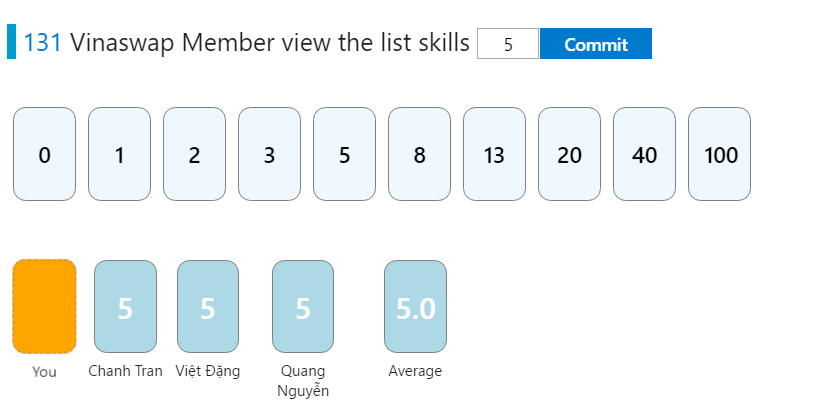 131 Vinaswap Member view the list skills 5 Commit
0 1 2 3 5 8 13 20 40 100
5 5 5 5.0
You Chanh Tran Việt Đặng Quang Average
Nguyễn